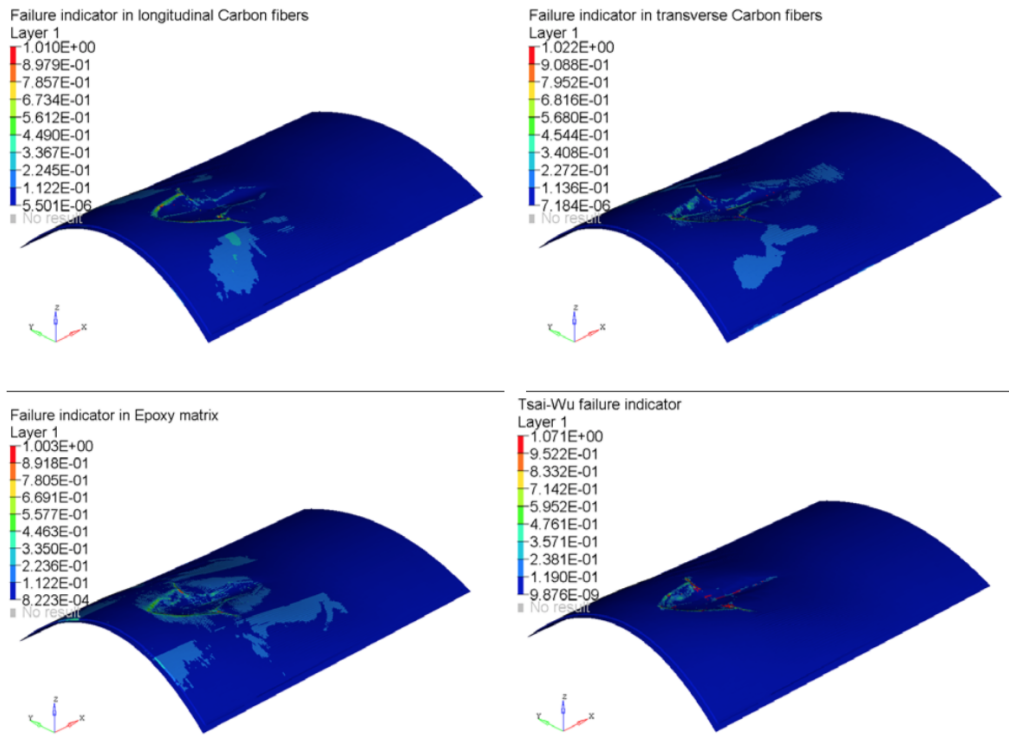 Failure indicator in longitudinal Carbon fibers
Layer 1
1.010E+00
8.979E-01
7.857E-01
6.734E-01
5.612E-01
4.490E-01
3.367E-01
2.245E-01
1.122E-01
5.501E-06
No result
Z
Y
X
Failure indicator in transverse Carbon fibers
Layer 1
1.022E+00
9.088E-01
7.952E-01
6.816E-01
5.680E-01
4.544E-01
3.408E-01
2.272E-01
1.136E-01
7.184E-06
No result
Z
Y
X
Failure indicator in Epoxy matrix
Layer 1
1.003E+00
8.918E-01
7.805E-01
6.691E-01
5.577E-01
4.463E-01
3.350E-01
2.236E-01
1.122E-01
8.223E-04
No result
Z
Y
X
Tsai-Wu failure indicator
Layer 1
1.071E+00
9.522E-01
8.332E-01
7.142E-01
5.952E-01
4.761E-01
3.571E-01
2.381E-01
1.190E-01
9.876E-09
No result
Z
Y
X